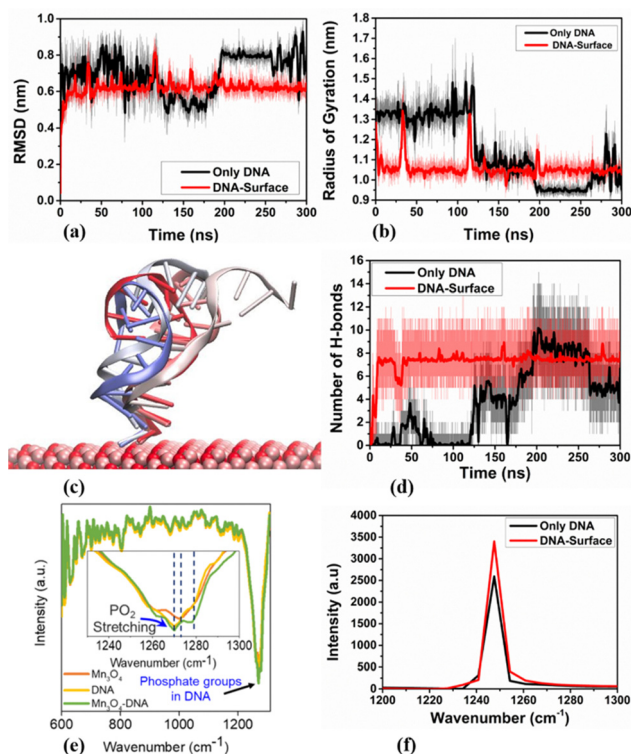 1.0
0.8
0.6
0.4
0.2
0.0
RMSD (nm)
Only DNA
DNA-Surface
0 50 100 150 200 250 300
(a) Time (ns)
1.8
1.7
1.6
1.5
1.4
1.3
1.2
1.1
1.0
0.9
Radius of Gyration (nm)
Only DNA
DNA-Surface
0 50 100 150 200 250 300
(b) Time (ns)
(c)
16
14
12
10
8
6
4
2
0
Number of H-bonds
Only DNA
DNA-Surface
0 50 100 150 200 250 300
(d) Time (ns)
Intensity (a.u.)
PO2
Stretching
1240 1260 1280 1300
Wavenumber (cm-1)
Mn3O4
DNA
Mn3O4-DNA
Phosphate groups
in DNA
600 800 1000 1200
(e) Wavenumber (cm-1)
4000
3500
3000
2500
2000
1500
1000
500
0
Intensity (a.u)
Only DNA
DNA-Surface
1200 1220 1240 1260 1280 1300
Wavenumber (cm-1)
(f)